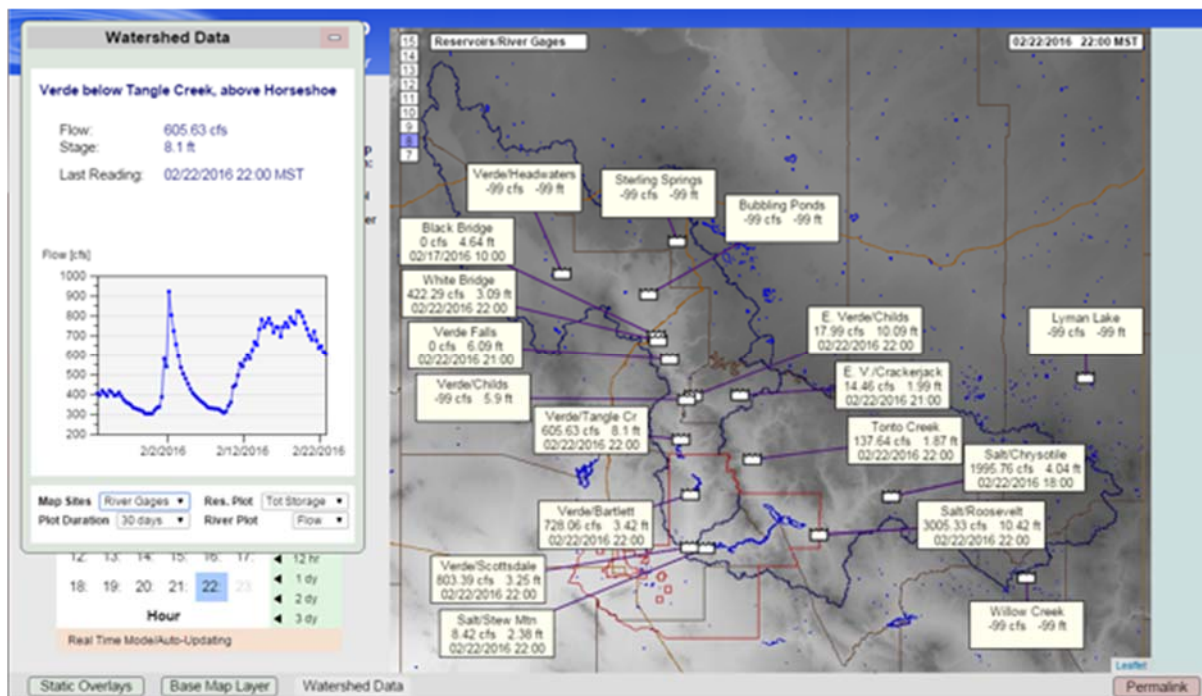 Watershed Data
Verde below Tangle Creek, above Horseshoe
Flow: 605.63 cfs
Stage: 8.1 ft
Last Reading: 02/22/2016 22:00 MST
Flow [cfs]
1000
900
800
700
600
500
400
300
200
2/2/2016 2/12/2016 2/22/2016
Map Sites River Gages Res. Plot Tot Storage
Plot Duration 30 days River Plot Flow
12: 13: 14: 15: 16: 17: 12 hr
18: 19: 20: 21: 22: 23: 1 dy
2 dy
Hour 3 dy
Real Time Mode/Auto-Updating
Static Overlays Base Map Layer Watershed Data
Permalink
15
14
13
12
11
10
9
8
7
Reservoirs/River Gages
02/22/2016 22:00 MST
Verde/Headwaters
-99 cfs -99 ft
Sterling Springs
-99 cfs -99 ft
Bubbling Ponds
-99 cfs -99 ft
Black Bridge
0 cfs 4.64 ft
02/17/2016 10:00
White Bridge
422.29 cfs 3.09 ft
02/22/2016 22:00
Verde Falls
0 cfs 6.09 ft
02/22/2016 21:00
Verde/Childs
-99 cfs 5.9 ft
Verde/Tangle Cr
605.63 cfs 8.1 ft
02/22/2016 22:00
E. Verde/Childs
17.99 cfs 10.09 ft
02/22/2016 22:00
Lyman Lake
-99 cfs -99 ft
E. V./Crackerjack
14.46 cfs 1.99 ft
02/22/2016 21:00
Tonto Creek
137.64 cfs 1.87 ft
02/22/2016 22:00
Salt/Chrysotile
1995.76 cfs 4.04 ft
02/22/2016 18:00
Verde/Bartlett
728.06 cfs 3.42 ft
02/22/2016 22:00
Salt/Roosevelt
3005.33 cfs 10.42 ft
02/22/2016 22:00
Verde/Scottsdale
803.39 cfs 3.25 ft
02/22/2016 22:00
Salt/Stew Mtn
8.42 cfs 2.38 ft
02/22/2016 22:00
Willow Creek
-99 cfs -99 ft
Leaflet